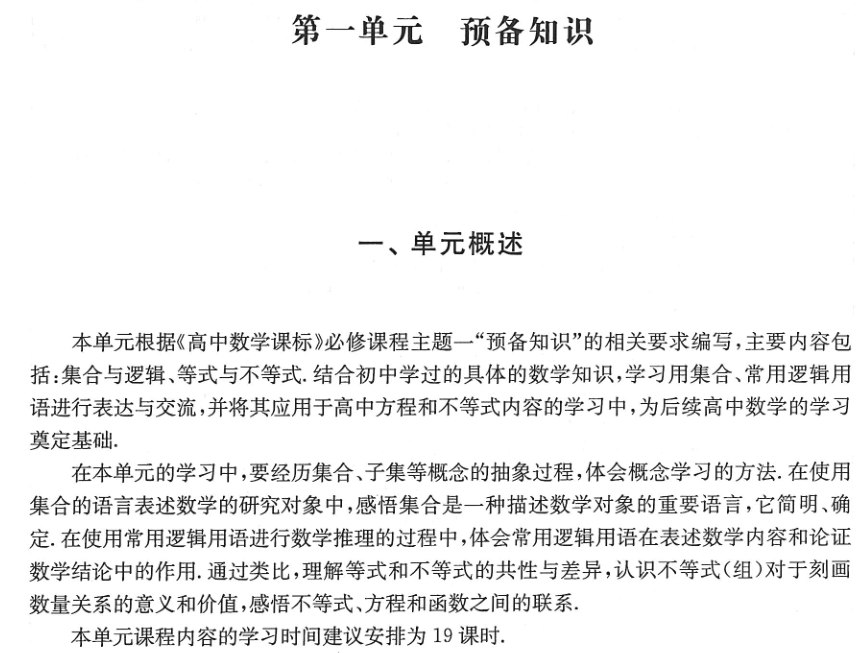 第一单元 预备知识
一、单元概述
本单元根据《高中数学课标》必修课程主题一“预备知识”的相关要求编写,主要内容包
括:集合与逻辑、等式与不等式. 结合初中学过的具体的数学知识,学习用集合、常用逻辑用
语进行表达与交流,并将其应用于高中方程和不等式内容的学习中,为后续高中数学的学习
奠定基础.
在本单元的学习中,要经历集合、子集等概念的抽象过程,体会概念学习的方法. 在使用
集合的语言表述数学的研究对象中,感悟集合是一种描述数学对象的重要语言,它简明、确
定. 在使用常用逻辑用语进行数学推理的过程中,体会常用逻辑用语在表述数学内容和论证
数学结论中的作用. 通过类比,理解等式和不等式的共性与差异,认识不等式(组)对于刻画
数量关系的意义和价值,感悟不等式、方程和函数之间的联系.
本单元课程内容的学习时间建议安排为 19 课时.